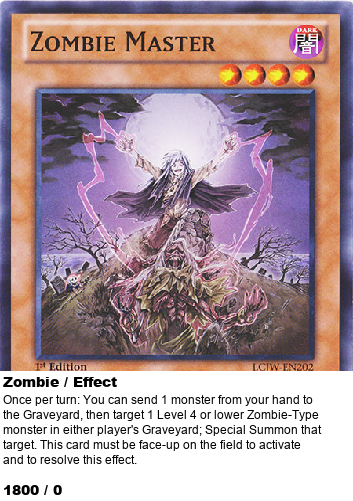 Zombie Master
DARK
闇
1st Edition LCJW-EN202
Zombie / Effect
Once per turn: You can send 1 monster from your hand to
the Graveyard, then target 1 Level 4 or lower Zombie-Type
monster in either player's Graveyard; Special Summon that
target. This card must be face-up on the field to activate
and to resolve this effect.
1800 / 0